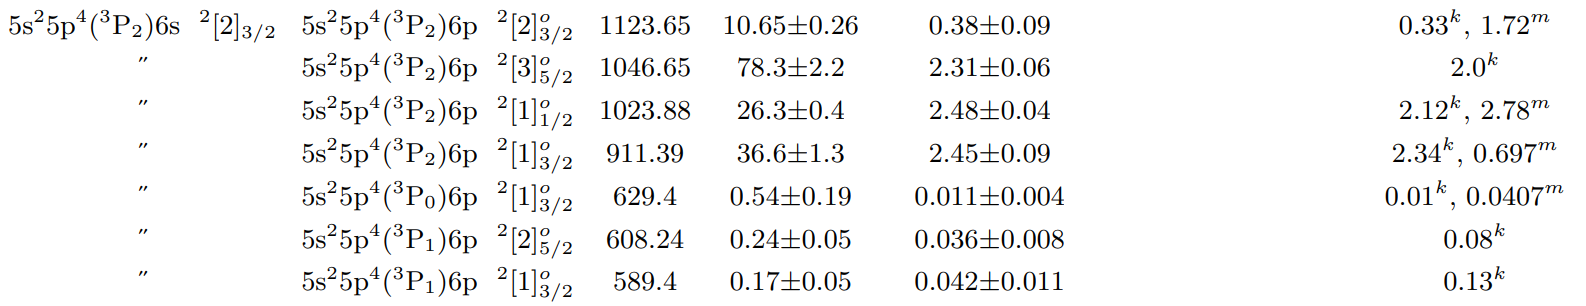 5s²5p⁴(³P₂)6s ²[2]₃/₂ 5s²5p⁴(³P₂)6p ²[2]ᵒ₃/₂ 1123.65 10.65±0.26 0.38±0.09 0.33ᵏ, 1.72ᵐ
″ 5s²5p⁴(³P₂)6p ²[3]ᵒ₅/₂ 1046.65 78.3±2.2 2.31±0.06 2.0ᵏ
″ 5s²5p⁴(³P₂)6p ²[1]ᵒ₁/₂ 1023.88 26.3±0.4 2.48±0.04 2.12ᵏ, 2.78ᵐ
″ 5s²5p⁴(³P₂)6p ²[1]ᵒ₃/₂ 911.39 36.6±1.3 2.45±0.09 2.34ᵏ, 0.697ᵐ
″ 5s²5p⁴(³P₀)6p ²[1]ᵒ₃/₂ 629.4 0.54±0.19 0.011±0.004 0.01ᵏ, 0.0407ᵐ
″ 5s²5p⁴(³P₁)6p ²[2]ᵒ₅/₂ 608.24 0.24±0.05 0.036±0.008 0.08ᵏ
″ 5s²5p⁴(³P₁)6p ²[1]ᵒ₃/₂ 589.4 0.17±0.05 0.042±0.011 0.13ᵏ